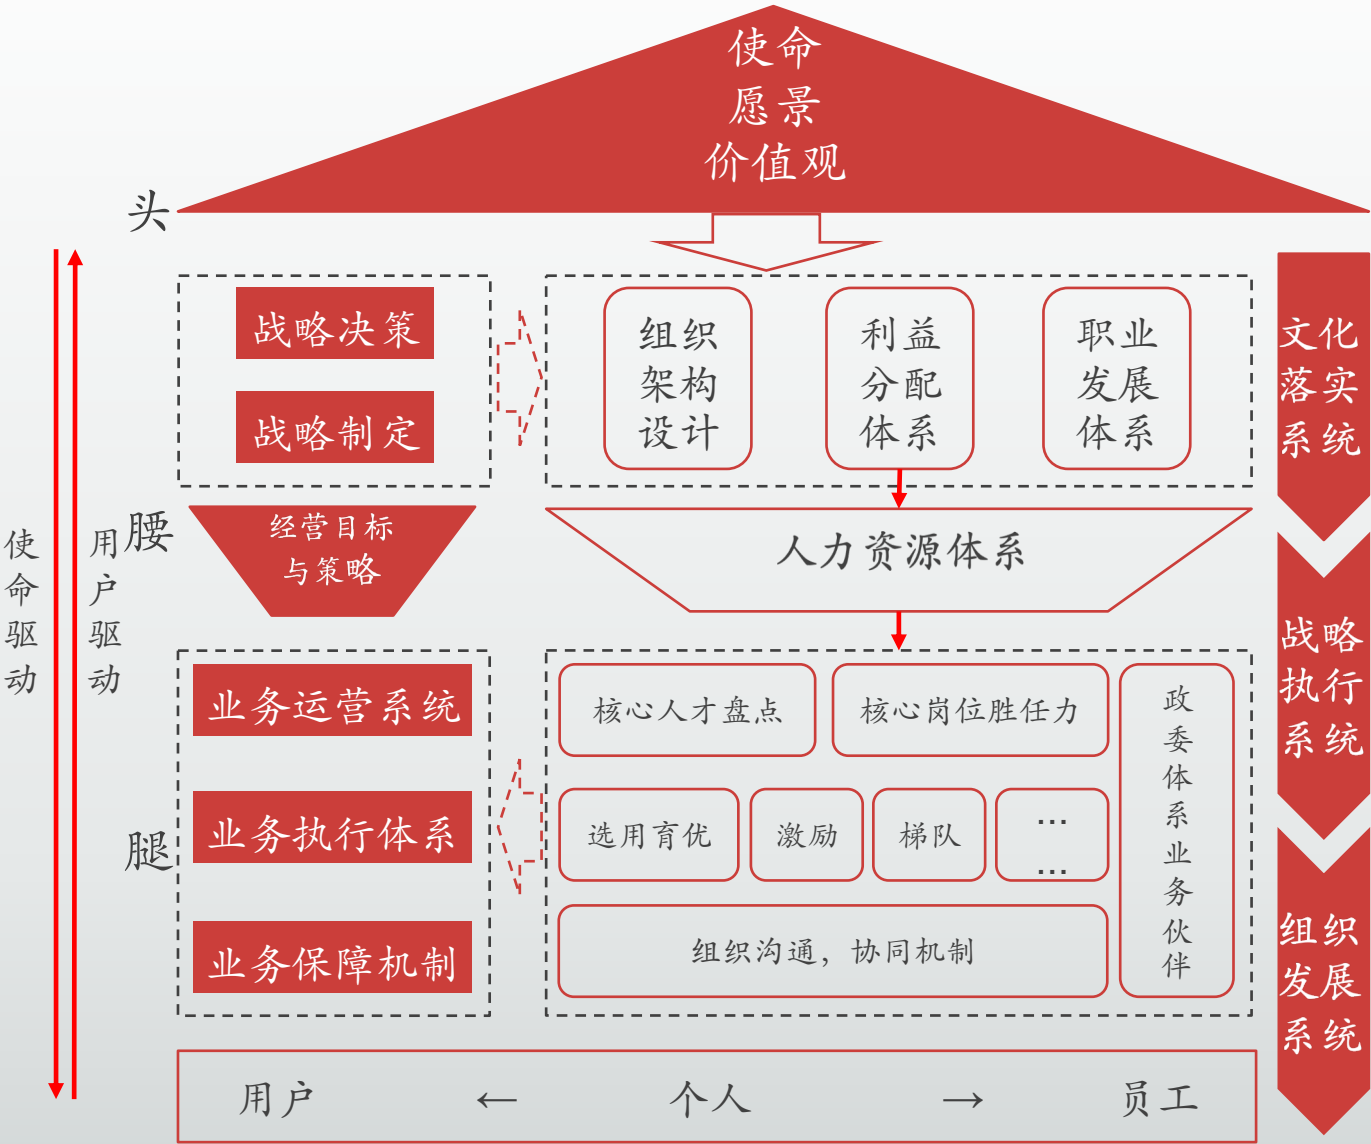 使命
愿景
价值观
头
战略决策
战略制定
组织
架构
设计
利益
分配
体系
职业
发展
体系
文化
落实
系统
腰
经营目标
与策略
人力资源体系
使命驱动
用户驱动
战略
执行
系统
腿
业务运营系统
业务执行体系
业务保障机制
核心人才盘点
核心岗位胜任力
选用育优
激励
梯队
...
...
组织沟通，协同机制
政委体系业务伙伴
组织
发展
系统
用户 ← 个人 → 员工